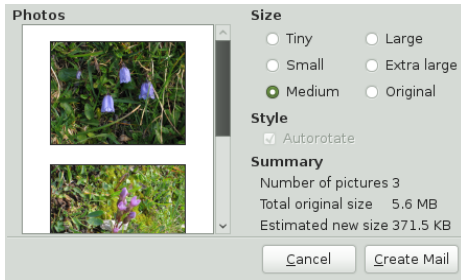 Photos
Size
Tiny
Large
Small
Extra large
Medium
Original
Style
Autorotate
Summary
Number of pictures 3
Total original size 5.6 MB
Estimated new size 371.5 KB
Cancel
Create Mail